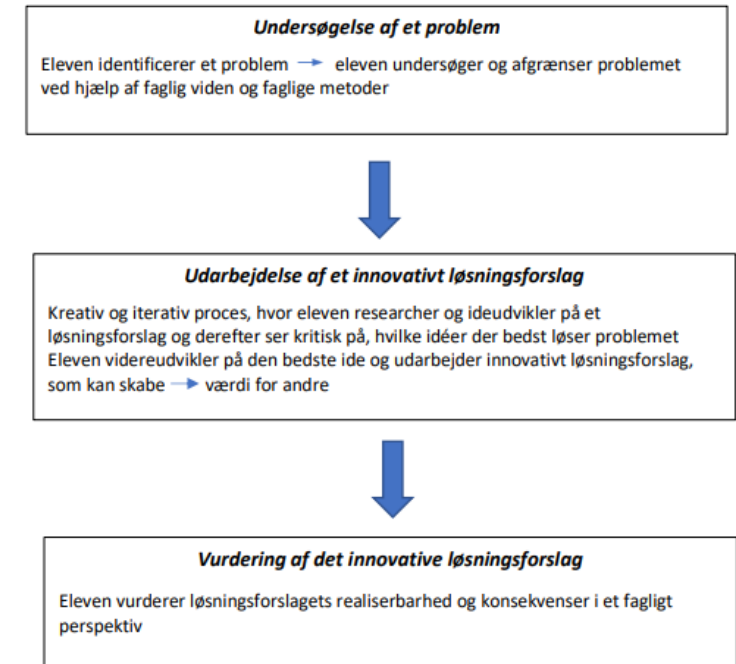 Undersøgelse af et problem
Eleven identificerer et problem → eleven undersøger og afgrænser problemet
ved hjælp af faglig viden og faglige metoder
Udarbejdelse af et innovativt løsningsforslag
Kreativ og iterativ proces, hvor eleven researcher og ideudvikler på et
løsningsforslag og derefter ser kritisk på, hvilke idéer der bedst løser problemet
Eleven videreudvikler på den bedste ide og udarbejder innovativt løsningsforslag,
som kan skabe → værdi for andre
Vurdering af det innovative løsningsforslag
Eleven vurderer løsningsforslagets realiserbarhed og konsekvenser i et fagligt
perspektiv